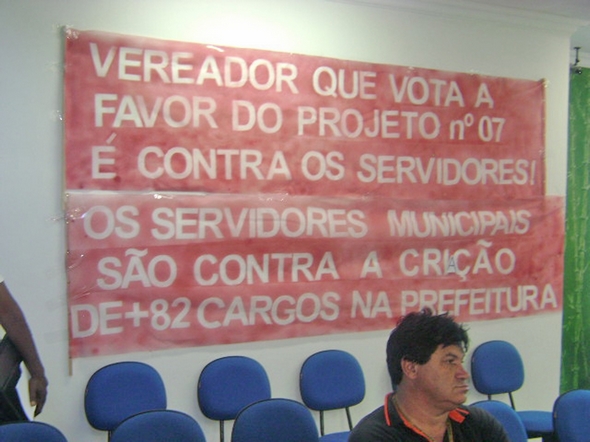 VEREADOR QUE VOTA A
FAVOR DO PROJETO nº 07
É CONTRA OS SERVIDORES!
OS SERVIDORES MUNICIPAIS
SÃO CONTRA A CRIAÇÃO
DE +82 CARGOS NA PREFEITURA